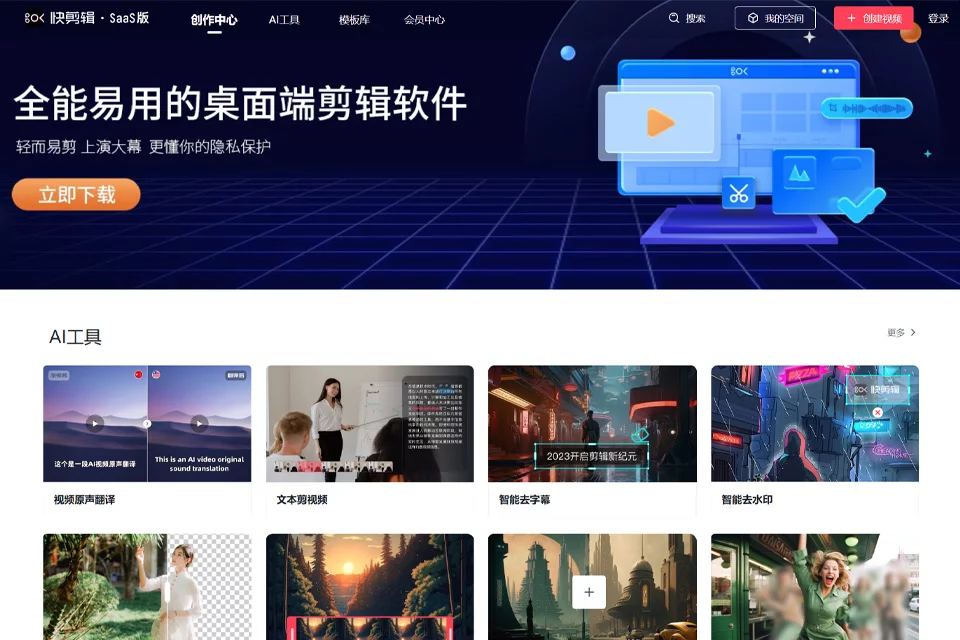 快剪辑·SaaS版
创作中心
AI工具
模板库
会员中心
搜索
我的空间
+ 创建视频
登录
全能易用的桌面端剪辑软件
轻而易剪 上演大幕 更懂你的隐私保护
立即下载
AI工具
更多
这个是一段AI视频原声翻译
This is an AI video original
sound translation
2023开启剪辑新纪元
PIZZA
快剪辑
视频原声翻译
文本剪视频
智能去字幕
智能去水印